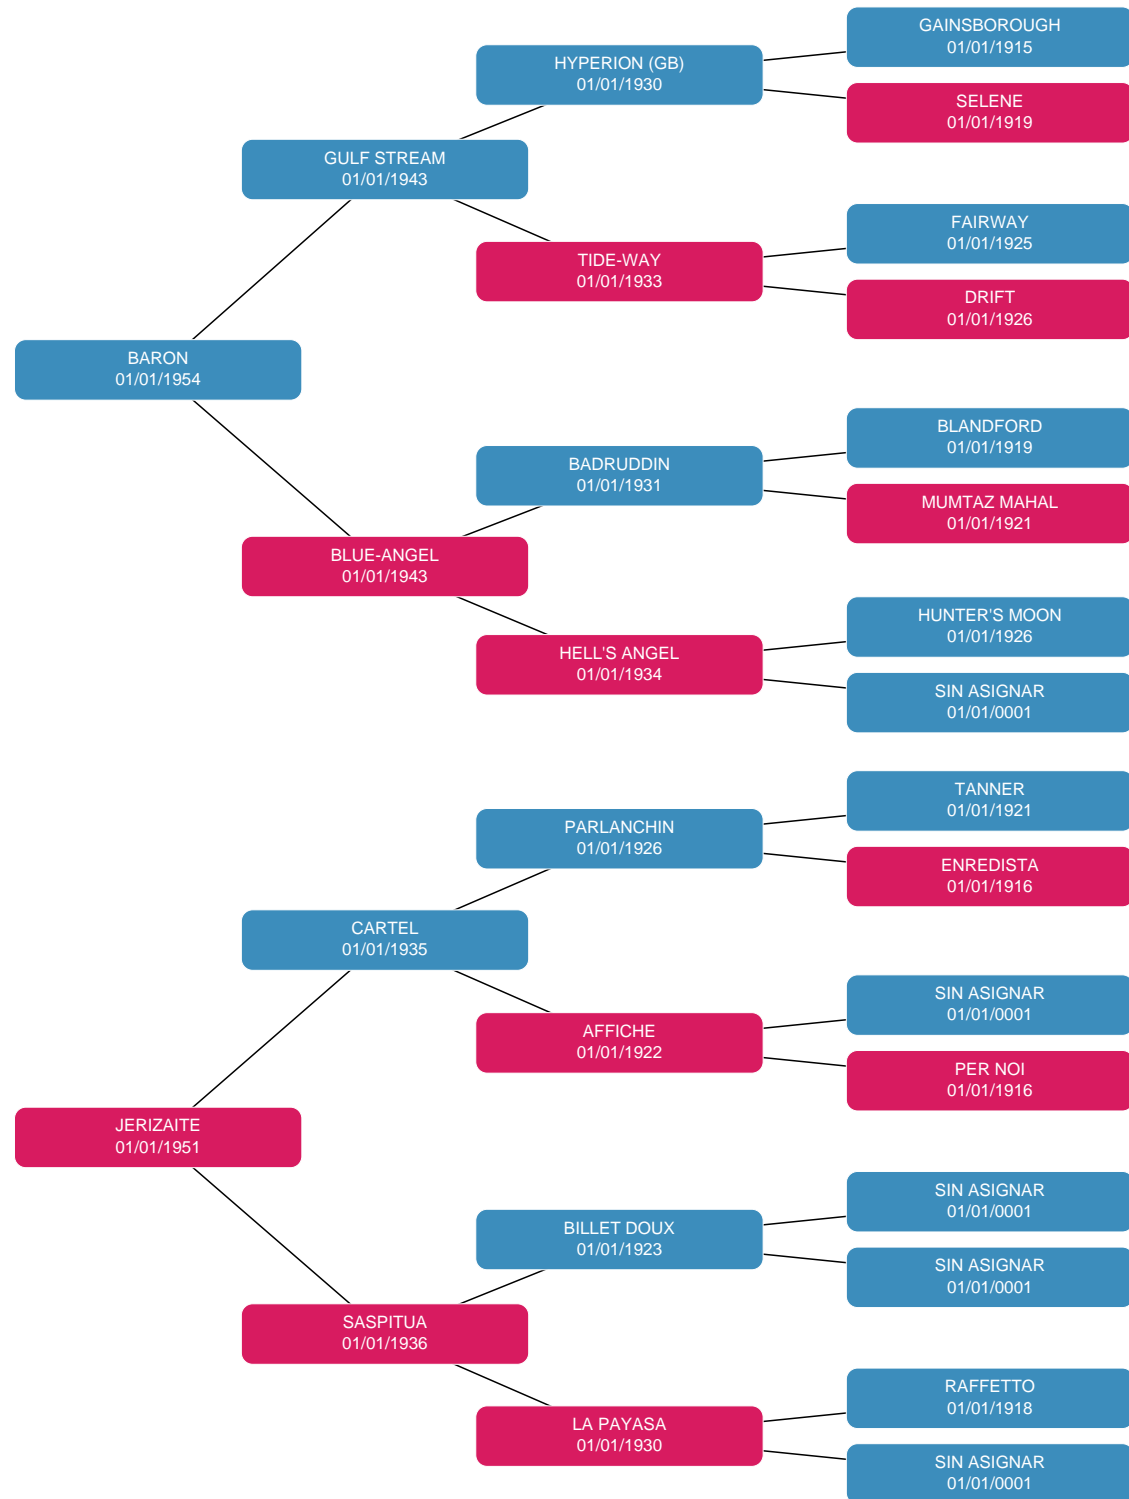 GAINSBOROUGH
01/01/1915
HYPERION (GB)
01/01/1930
SELENE
01/01/1919
GULF STREAM
01/01/1943
FAIRWAY
01/01/1925
TIDE-WAY
01/01/1933
DRIFT
01/01/1926
BARON
01/01/1954
BLANDFORD
01/01/1919
BADRUDDIN
01/01/1931
MUMTAZ MAHAL
01/01/1921
BLUE-ANGEL
01/01/1943
HUNTER'S MOON
01/01/1926
HELL'S ANGEL
01/01/1934
SIN ASIGNAR
01/01/0001
TANNER
01/01/1921
PARLANCHIN
01/01/1926
ENREDISTA
01/01/1916
CARTEL
01/01/1935
SIN ASIGNAR
01/01/0001
AFFICHE
01/01/1922
PER NOI
01/01/1916
JERIZAITE
01/01/1951
SIN ASIGNAR
01/01/0001
BILLET DOUX
01/01/1923
SIN ASIGNAR
01/01/0001
SASPITUA
01/01/1936
RAFFETTO
01/01/1918
LA PAYASA
01/01/1930
SIN ASIGNAR
01/01/0001